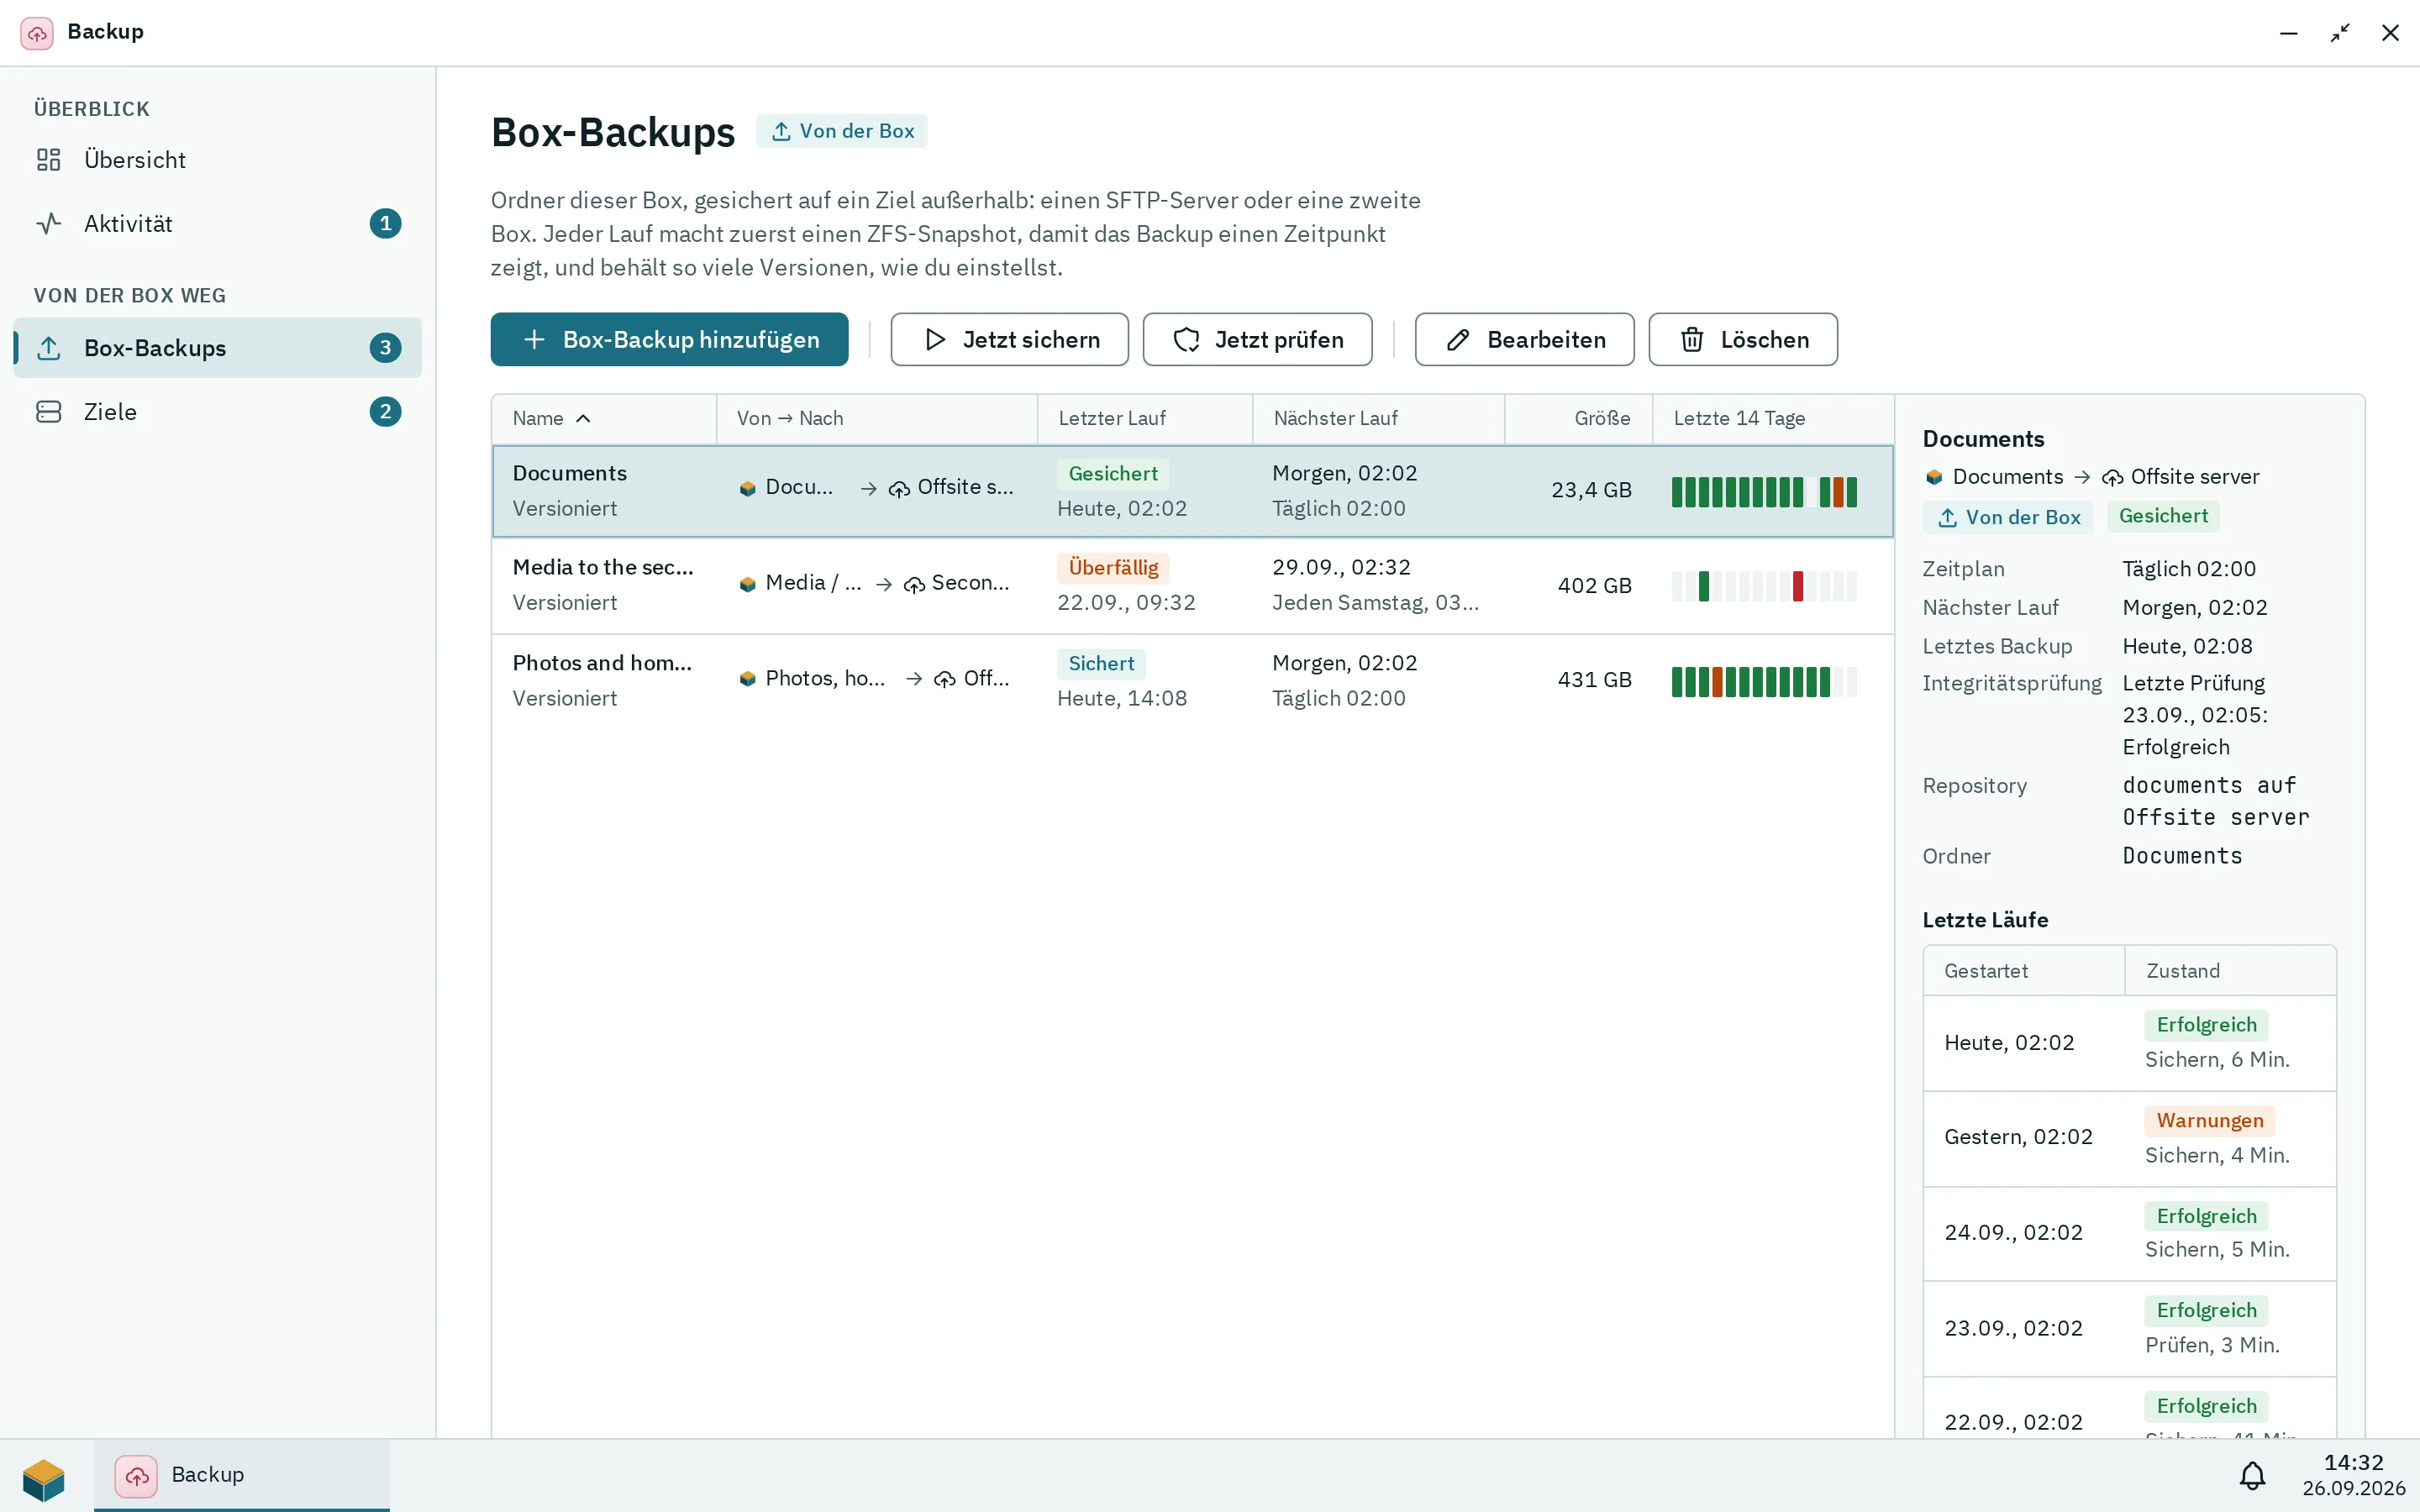 Backup
ÜBERBLICK
Übersicht
Aktivität
1
VON DER BOX WEG
Box-Backups
3
Ziele
2
Box-Backups
Von der Box
Ordner dieser Box, gesichert auf ein Ziel außerhalb: einen SFTP-Server oder eine zweite
Box. Jeder Lauf macht zuerst einen ZFS-Snapshot, damit das Backup einen Zeitpunkt
zeigt, und behält so viele Versionen, wie du einstellst.
Box-Backup hinzufügen
Jetzt sichern
Jetzt prüfen
Bearbeiten
Löschen
Name
Von → Nach
Letzter Lauf
Nächster Lauf
Größe
Letzte 14 Tage
Documents
Versioniert
Docu... → Offsite s...
Gesichert
Heute, 02:02
Morgen, 02:02
Täglich 02:00
23,4 GB
Media to the sec...
Versioniert
Media / ... → Secon...
Überfällig
22.09., 09:32
29.09., 02:32
Jeden Samstag, 03...
402 GB
Photos and hom...
Versioniert
Photos, ho... → Off...
Sichert
Heute, 14:08
Morgen, 02:02
Täglich 02:00
431 GB
Documents
Documents → Offsite server
Von der Box
Gesichert
Zeitplan
Täglich 02:00
Nächster Lauf
Morgen, 02:02
Letztes Backup
Heute, 02:08
Integritätsprüfung
Letzte Prüfung
23.09., 02:05:
Erfolgreich
Repository
documents auf
Offsite server
Ordner
Documents
Letzte Läufe
Gestartet
Zustand
Heute, 02:02
Erfolgreich
Sichern, 6 Min.
Gestern, 02:02
Warnungen
Sichern, 4 Min.
24.09., 02:02
Erfolgreich
Sichern, 5 Min.
23.09., 02:02
Erfolgreich
Prüfen, 3 Min.
22.09., 02:02
Erfolgreich
Sichern, 41 Min.
Backup
14:32
26.09.2026